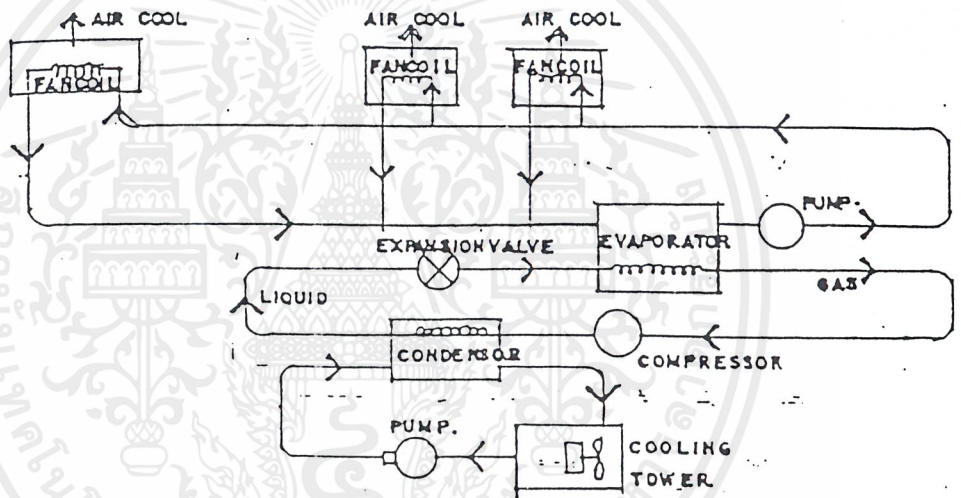 AIR COOL
AIR COOL
AIR COOL
FANCOIL
FANCOIL
FANCOIL
PUMP.
EXPANSION VALVE
EVAPORATOR
LIQUID
GAS
CONDENSOR
COMPRESSOR
PUMP.
COOLING
TOWER